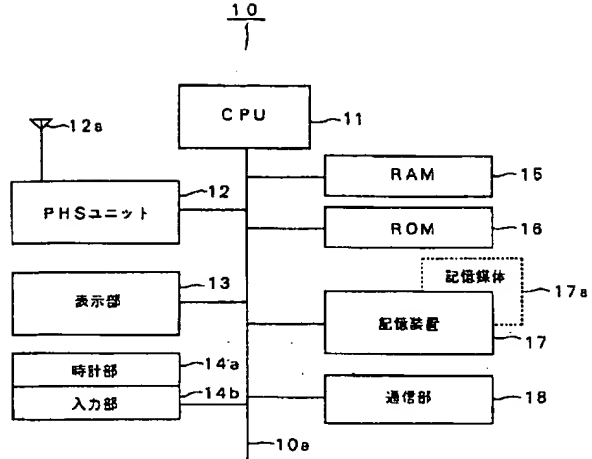 10
CPU
11
12a
PHSユニット
12
RAM
15
ROM
16
表示部
13
記憶媒体
17a
記憶装置
17
時計部
14a
入力部
14b
通信部
18
10a